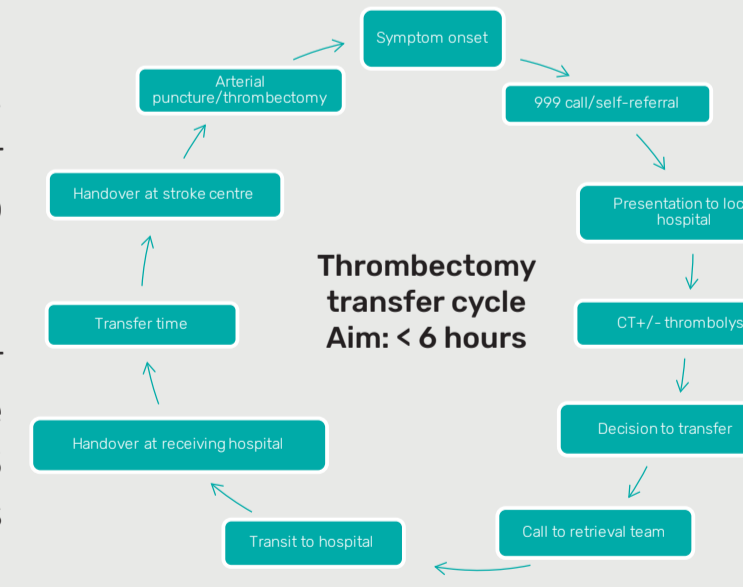 Symptom onset
999 call/self-referral
Presentation to
hospital
CT+/- 
Decision to transfer
Call to retrieval team
Transit to hospital
Handover at receiving hospital
Transfer time
Handover at stroke centre
Arterial
puncture/thrombectomy
Thrombectomy
transfer cycle
Aim: < 6 hours